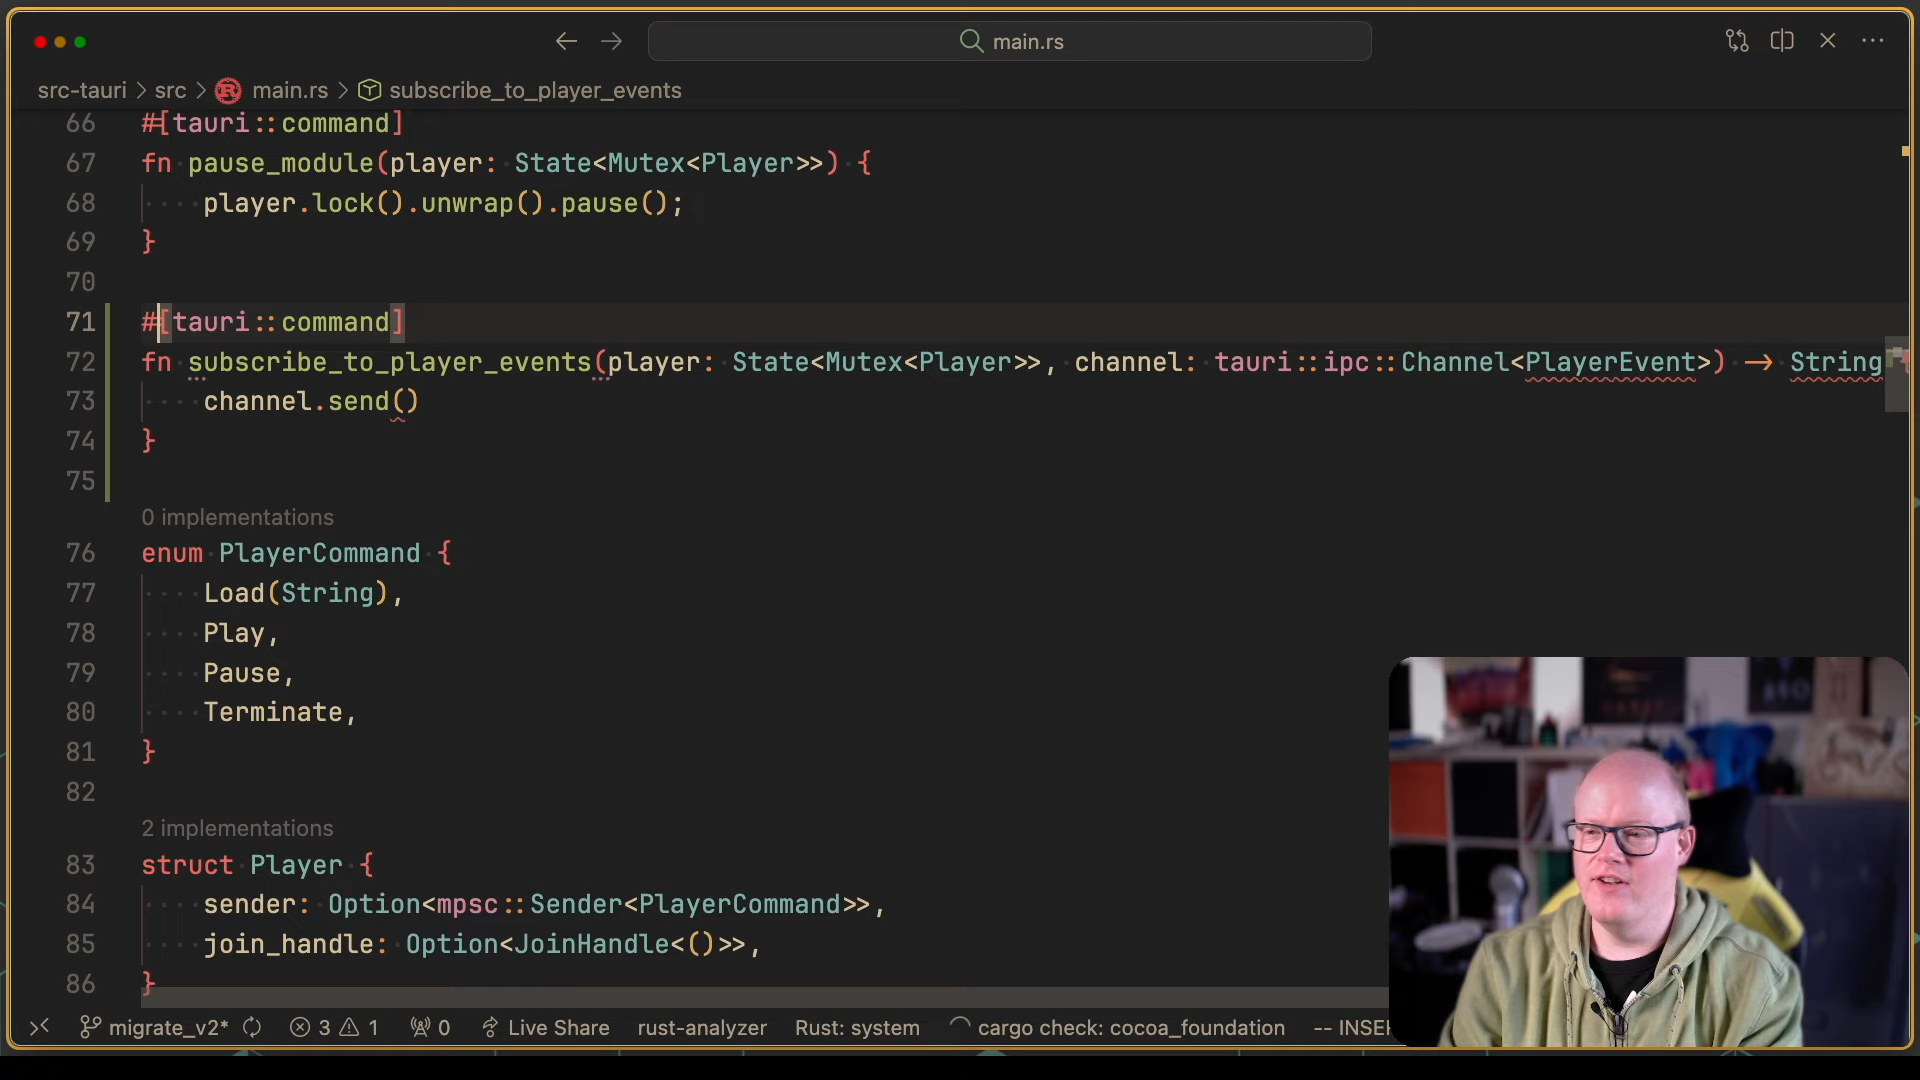 main.rs
src-tauri > src > main.rs > subscribe_to_player_events
66 #[tauri::command]
67 fn pause_module(player: State<Mutex<Player>>) {
68 player.lock().unwrap().pause();
69 }
70
71 #[tauri::command]
72 fn subscribe_to_player_events(player: State<Mutex<Player>>, channel: tauri::ipc::Channel<PlayerEvent>) -> String {
73 channel.send()
74 }
75
0 implementations
76 enum PlayerCommand {
77 Load(String),
78 Play,
79 Pause,
80 Terminate,
81 }
82
2 implementations
83 struct Player {
84 sender: Option<mpsc::Sender<PlayerCommand>>,
85 join_handle: Option<JoinHandle<()>>,
86 }
migrate_v2* 3 1 0 Live Share rust-analyzer Rust: system cargo check: cocoa_foundation -- INSER